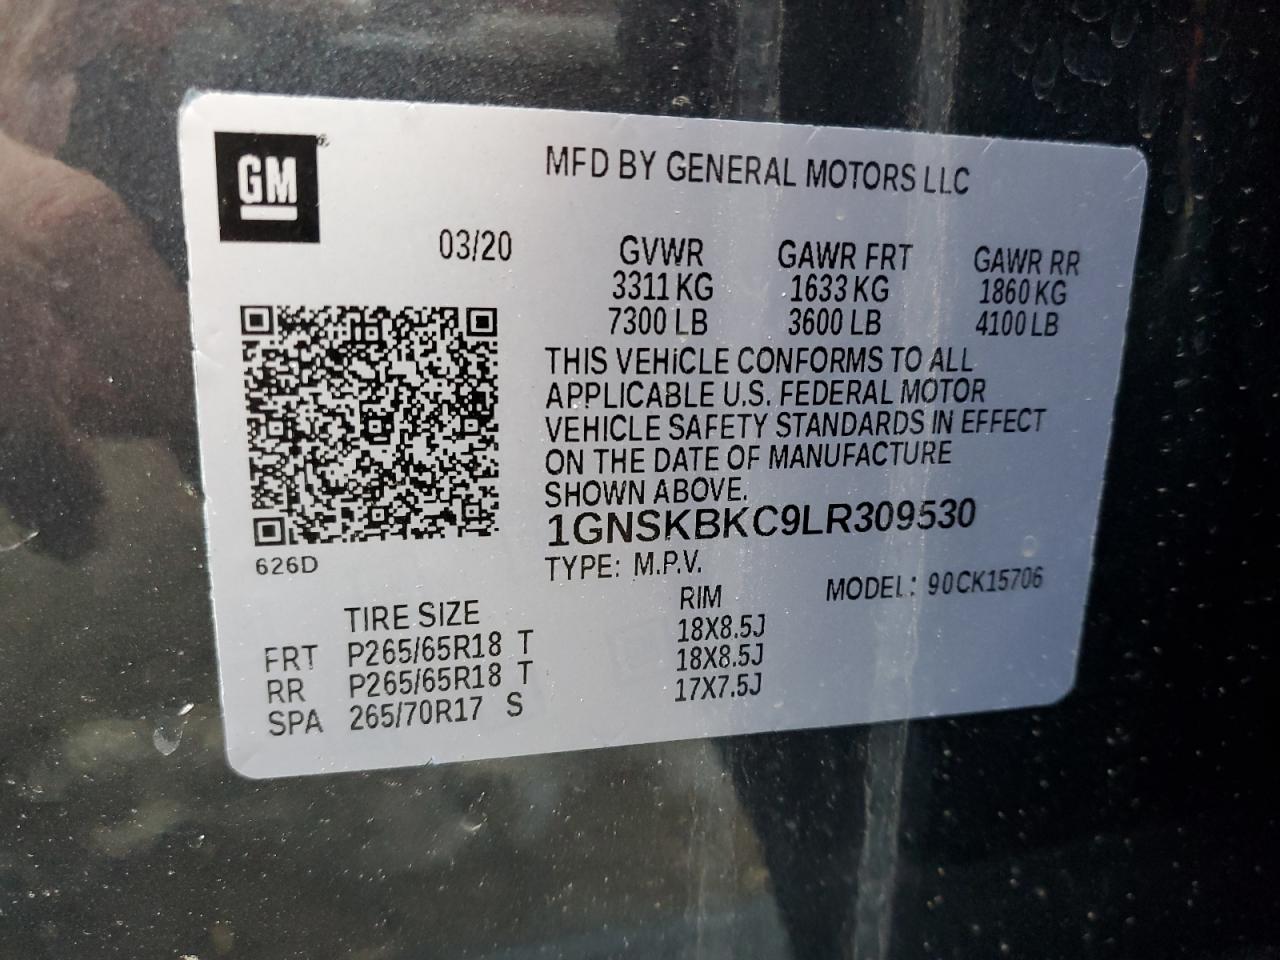 GM®
MFD BY GENERAL MOTORS LLC
03/20
GVWR GAWR FRT GAWR RR
3311 KG 1633 KG 1860 KG
7300 LB 3600 LB 4100 LB
THIS VEHICLE CONFORMS TO ALL
APPLICABLE U.S. FEDERAL MOTOR
VEHICLE SAFETY STANDARDS IN EFFECT
ON THE DATE OF MANUFACTURE
SHOWN ABOVE.
1GNSKBKC9LR309530
626D
TYPE: M.P.V.
MODEL: 90CK15706
TIRE SIZE RIM
FRT P265/65R18 T 18X8.5J
RR P265/65R18 T 18X8.5J
SPA 265/70R17 S 17X7.5J